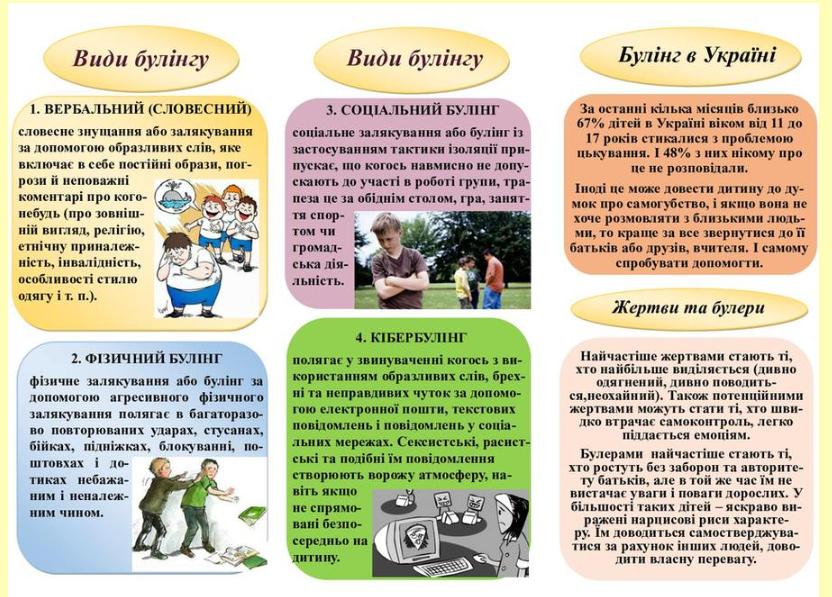 Види булінгу
1. ВЕРБАЛЬНИЙ (СЛОВЕСНИЙ)
словесне знущання або залякування
за допомогою образливих слів, яке
включає в себе постійні образи, пог-
рози й неповажні
коментарі про кого-
небудь (про зовніш-
ній вигляд, релігію,
етнічну приналеж-
ність, інвалідність,
особливості стилю
одягу і т. п.).
2. ФІЗИЧНИЙ БУЛІНГ
фізичне залякування або булінг за
допомогою агресивного фізичного
залякування полягає в багаторазо-
во повторюваних ударах, стусанах,
бійках, підніжках, блокуванні, по-
штовхах і до-
тиках небажа-
ним і неналеж-
ним чином.
Види булінгу
3. СОЦІАЛЬНИЙ БУЛІНГ
соціальне залякування або булінг із
застосуванням тактики ізоляції при-
пускає, що когось навмисно не допу-
скають до участі в роботі групи, тра-
пеза це за обіднім столом, гра, занят-
тя спор-
том чи
громад-
ська дія-
льність.
4. КІБЕРБУЛІНГ
полягає у звинуваченні когось з ви-
користанням образливих слів, брех-
ні та неправдивих чуток за допомо-
гою електронної пошти, текстових
повідомлень і повідомлень у соціа-
льних мережах. Сексистські, расист-
ські та подібні їм повідомлення
створюють ворожу атмосферу, на-
віть якщо
не спрямо-
вані безпо-
середньо на
дитину.
Булінг в Україні
За останні кілька місяців близько
67% дітей в Україні віком від 11 до
17 років стикалися з проблемою
цькування. І 48% з них нікому про
це не розповідали.
Іноді це може довести дитину до ду-
мок про самогубство, і якщо вона не
хоче розмовляти з близькими людь-
ми, то краще за все звернутися до її
батьків або друзів, вчителя. І самому
спробувати допомогти.
Жертви та булери
Найчастіше жертвами стають ті,
хто найбільше виділяється (дивно
одягнений, дивно поводить-
ся,неохайний). Також потенційними
жертвами можуть стати ті, хто шви-
дко втрачає самоконтроль, легко
піддається емоціям.
Булерами найчастіше стають ті,
хто ростуть без заборон та авторите-
ту батьків, але в той же час їм не
вистачає уваги і поваги дорослих. У
більшості таких дітей – яскраво ви-
ражені нарцисові риси характе-
ру. Їм доводиться самостверджува-
тися за рахунок інших людей, дово-
дити власну перевагу.